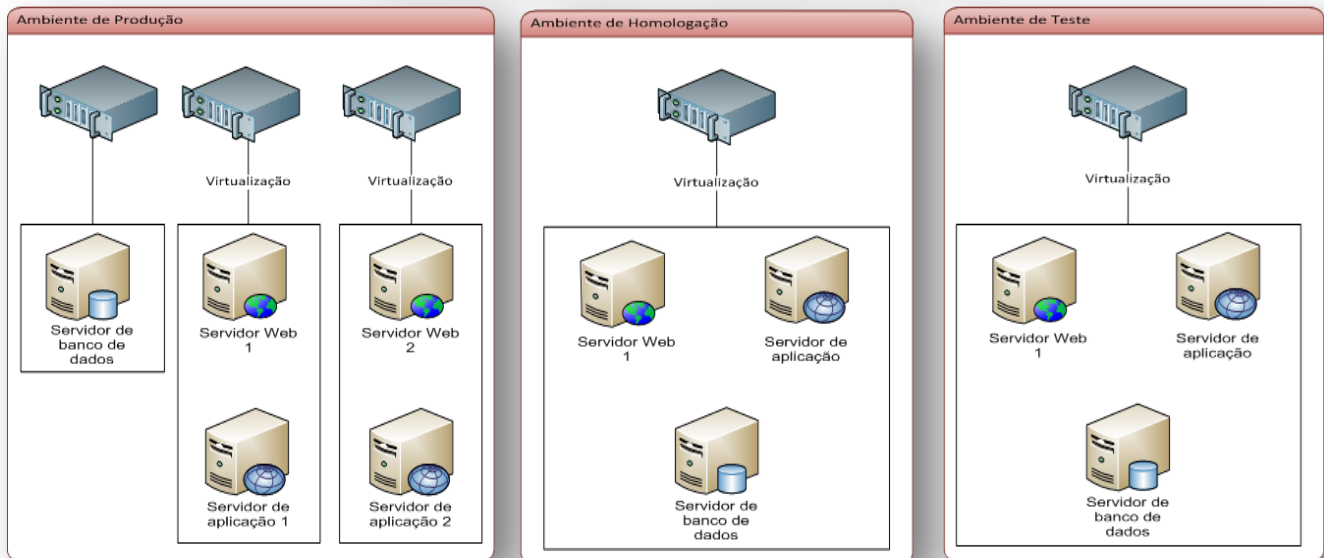 Ambiente de Produção
Virtualização
Virtualização
Servidor de
banco de
dados
Servidor Web
1
Servidor Web
2
Servidor de
aplicação 1
Servidor de
aplicação 2
Ambiente de Homologação
Virtualização
Servidor Web
1
Servidor de
aplicação
Servidor de
banco de
dados
Ambiente de Teste
Virtualização
Servidor Web
1
Servidor de
aplicação
Servidor de
banco de
dados